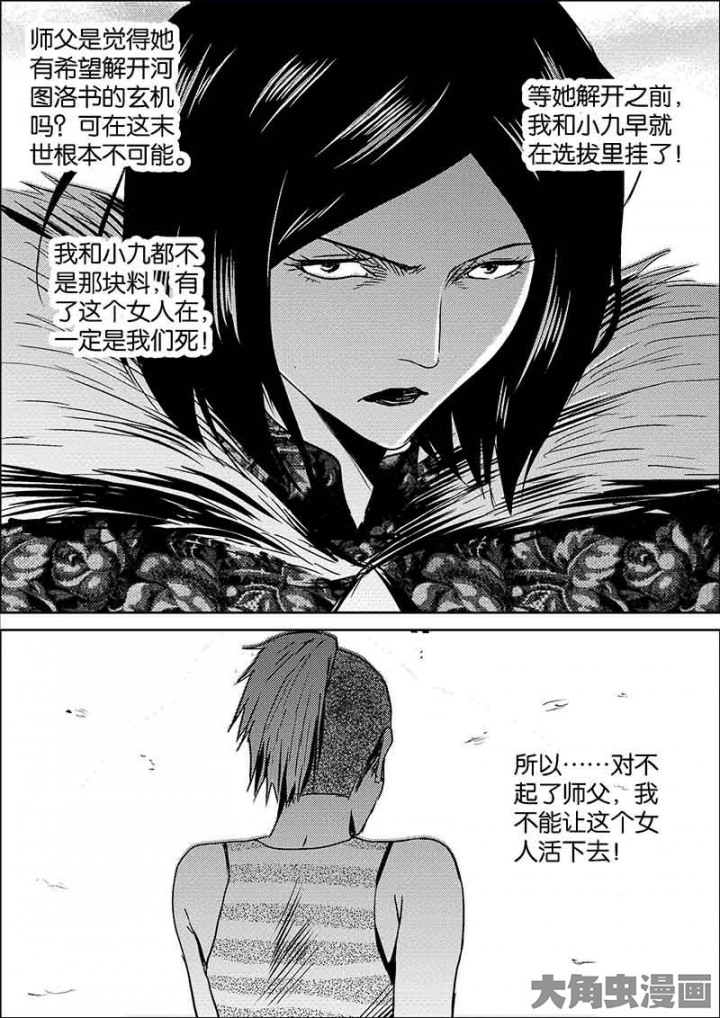 师父是觉得她
有希望解开河
图洛书的玄机
吗？可在这末
世根本不可能。
等她解开之前，
我和小九早就
在选拔里挂了！
我和小九都不
是那块料，有
了这个女人在，
一定是我们死！
所以……对不
起了师父，我
不能让这个女
人活下去！
大角虫漫画